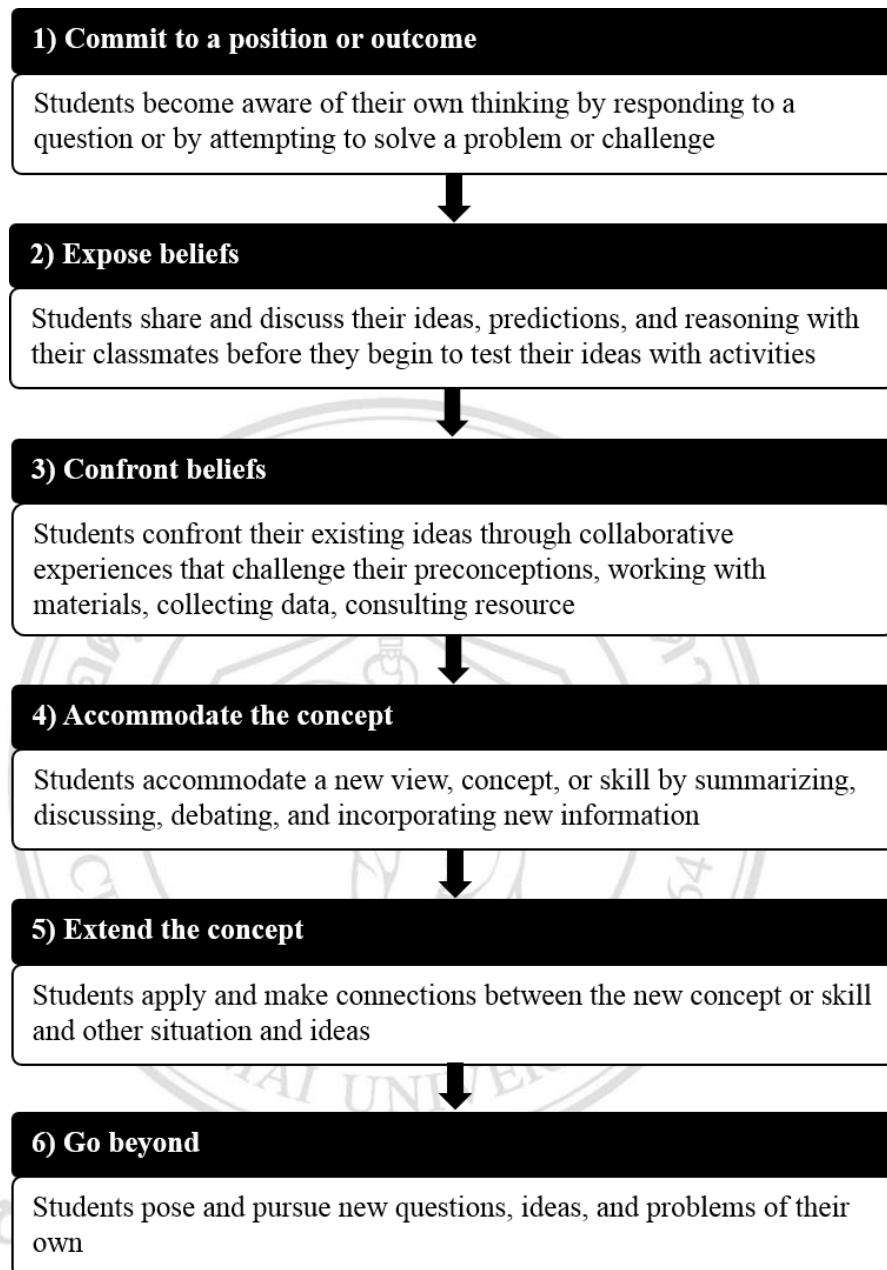 1) Commit to a position or outcome
Students become aware of their own thinking by responding to a
question or by attempting to solve a problem or challenge
2) Expose beliefs
Students share and discuss their ideas, predictions, and reasoning with
their classmates before they begin to test their ideas with activities
3) Confront beliefs
Students confront their existing ideas through collaborative
experiences that challenge their preconceptions, working with
materials, collecting data, consulting resource
4) Accommodate the concept
Students accommodate a new view, concept, or skill by summarizing,
discussing, debating, and incorporating new information
5) Extend the concept
Students apply and make connections between the new concept or skill
and other situation and ideas
MAI UNIVE
6) Go beyond
Students pose and pursue new questions, ideas, and problems of their
own